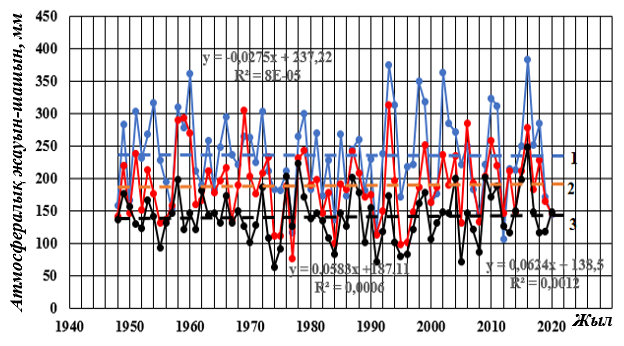 Атмосфералық жауын-шашын, мм
450
400
350
300
250
200
150
100
50
0
y = -0,0275x + 237,22
R² = 8E-05
1
2
3
y = 0,0583x + 187,11
R² = 0,0006
y = 0,0624x + 138,5
R² = 0,0012
1940
1950
1960
1970
1980
1990
2000
2010
2020
Жыл